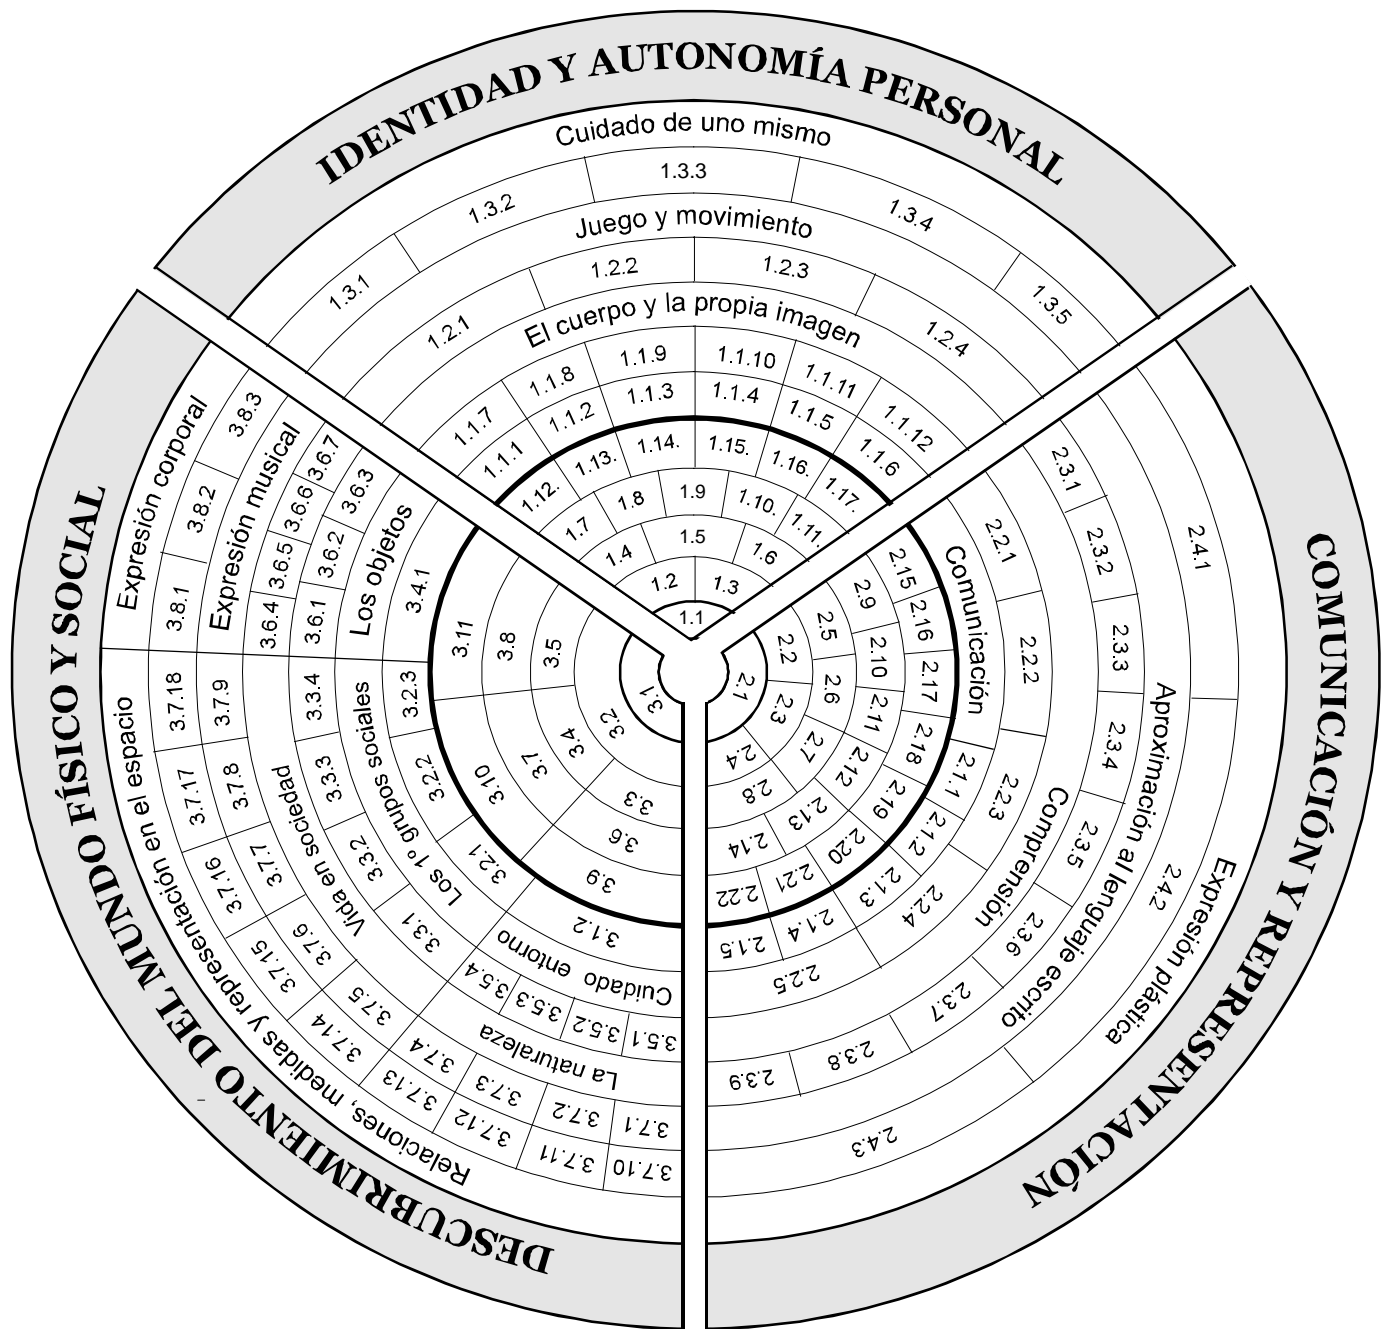 IDENTIDAD Y AUTONOMÍA PERSONAL
Cuidado de uno mismo
1.3.1 1.3.2 1.3.3 1.3.4 1.3.5
Juego y movimiento
1.2.1 1.2.2 1.2.3 1.2.4
El cuerpo y la propia imagen
1.1.7 1.1.8 1.1.9 1.1.10 1.1.11 1.1.12
1.1.1 1.1.2 1.1.3 1.1.4 1.1.5 1.1.6
1.12. 1.13. 1.14. 1.15. 1.16. 1.17.
1.7 1.8 1.9 1.10. 1.11.
1.4 1.5 1.6
1.2 1.3
1.1
COMUNICACIÓN Y REPRESENTACIÓN
Expresión plástica
2.4.1 2.4.2 2.4.3
Aproximación al lenguaje escrito
2.3.1 2.3.2 2.3.3 2.3.4 2.3.5 2.3.6 2.3.7 2.3.8 2.3.9
Comprensión
2.2.1 2.2.2 2.2.3 2.2.4 2.2.5
Comunicación
2.1.1 2.1.2 2.1.3 2.1.4 2.1.5
2.15 2.16 2.17 2.18 2.19 2.20 2.21 2.22
2.9 2.10 2.11 2.12 2.13 2.14
2.5 2.6 2.7 2.8
2.2 2.3 2.4
2.1
DESCUBRIMIENTO DEL MUNDO FÍSICO Y SOCIAL
Expresión corporal
3.8.1 3.8.2 3.8.3
Expresión musical
3.6.4 3.6.5 3.6.6 3.6.7
3.6.1 3.6.2 3.6.3
Los objetos
3.4.1
Relaciones, medidas y representación en el espacio
3.7.10 3.7.11 3.7.12 3.7.13 3.7.14 3.7.15 3.7.16 3.7.17 3.7.18
3.7.1 3.7.2 3.7.3 3.7.4 3.7.5 3.7.6 3.7.7 3.7.8 3.7.9
La naturaleza
3.5.1 3.5.2 3.5.3 3.5.4
Vida en sociedad
3.3.1 3.3.2 3.3.3 3.3.4
Cuidado entorno
3.1.2
Los 1º grupos sociales
3.2.1 3.2.2 3.2.3
3.9 3.10 3.11
3.6 3.7 3.8
3.3 3.4 3.5
3.2
3.1